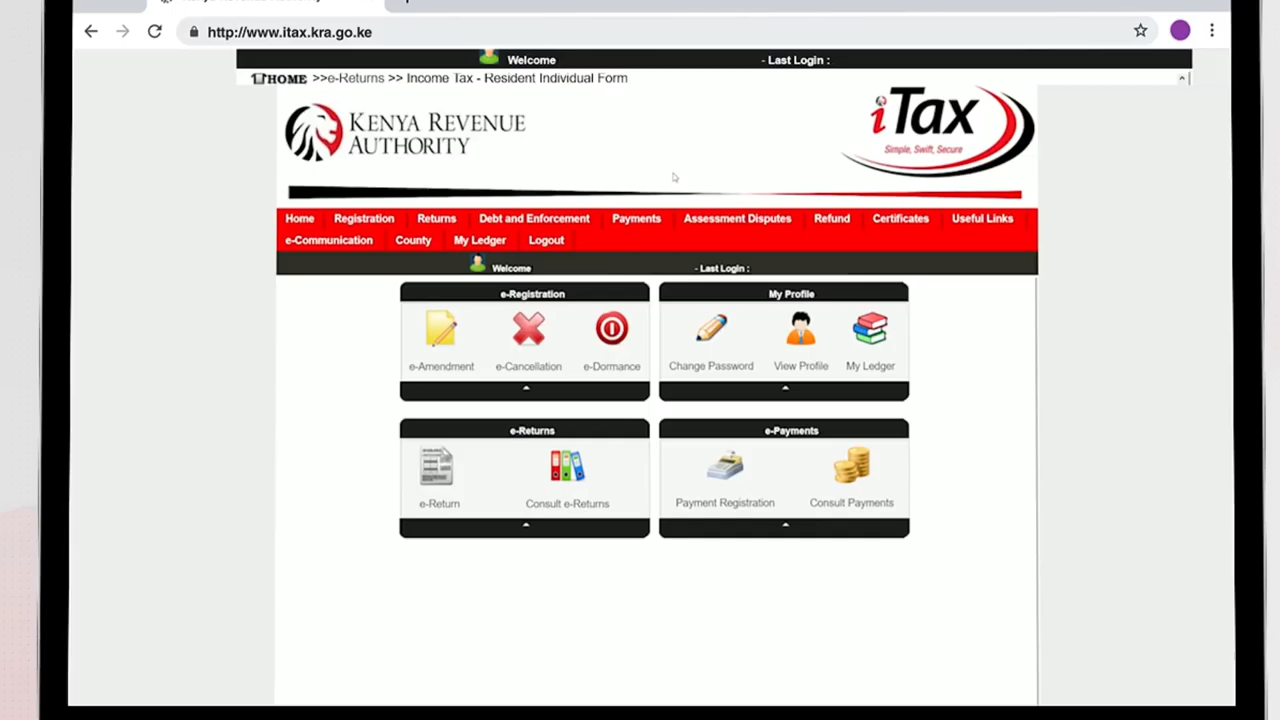 http://www.itax.kra.go.ke
Welcome - Last Login :
HOME >>e-Returns >> Income Tax - Resident Individual Form
KENYA REVENUE
AUTHORITY
iTax
Simple, Swift, Secure
Home Registration Returns Debt and Enforcement Payments Assessment Disputes Refund Certificates Useful Links
e-Communication County My Ledger Logout
Welcome - Last Login :
e-Registration
e-Amendment e-Cancellation e-Dormance
My Profile
Change Password View Profile My Ledger
e-Returns
e-Return Consult e-Returns
e-Payments
Payment Registration Consult Payments